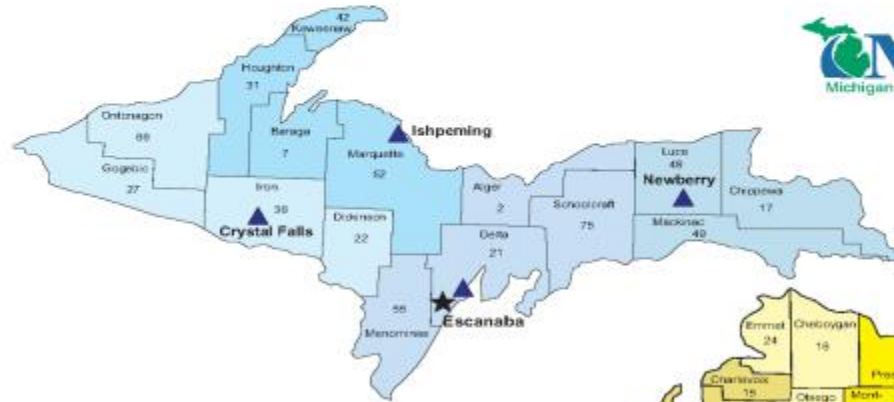 42
Keweenaw
Houghton
31
Michigan
Ontonagon
66
Baraga
7
Ishpeming
Marquette
52
Gogebic
27
Iron
36
Crystal Falls
Dickinson
22
Alger
2
Schoolcraft
75
Luce
48
Newberry
Chippewa
17
Mackinac
49
Delta
21
55
Menominee
Escanaba
Emmet
24
Cheboygan
16
Charlevoix
15
Otsego
Mont-